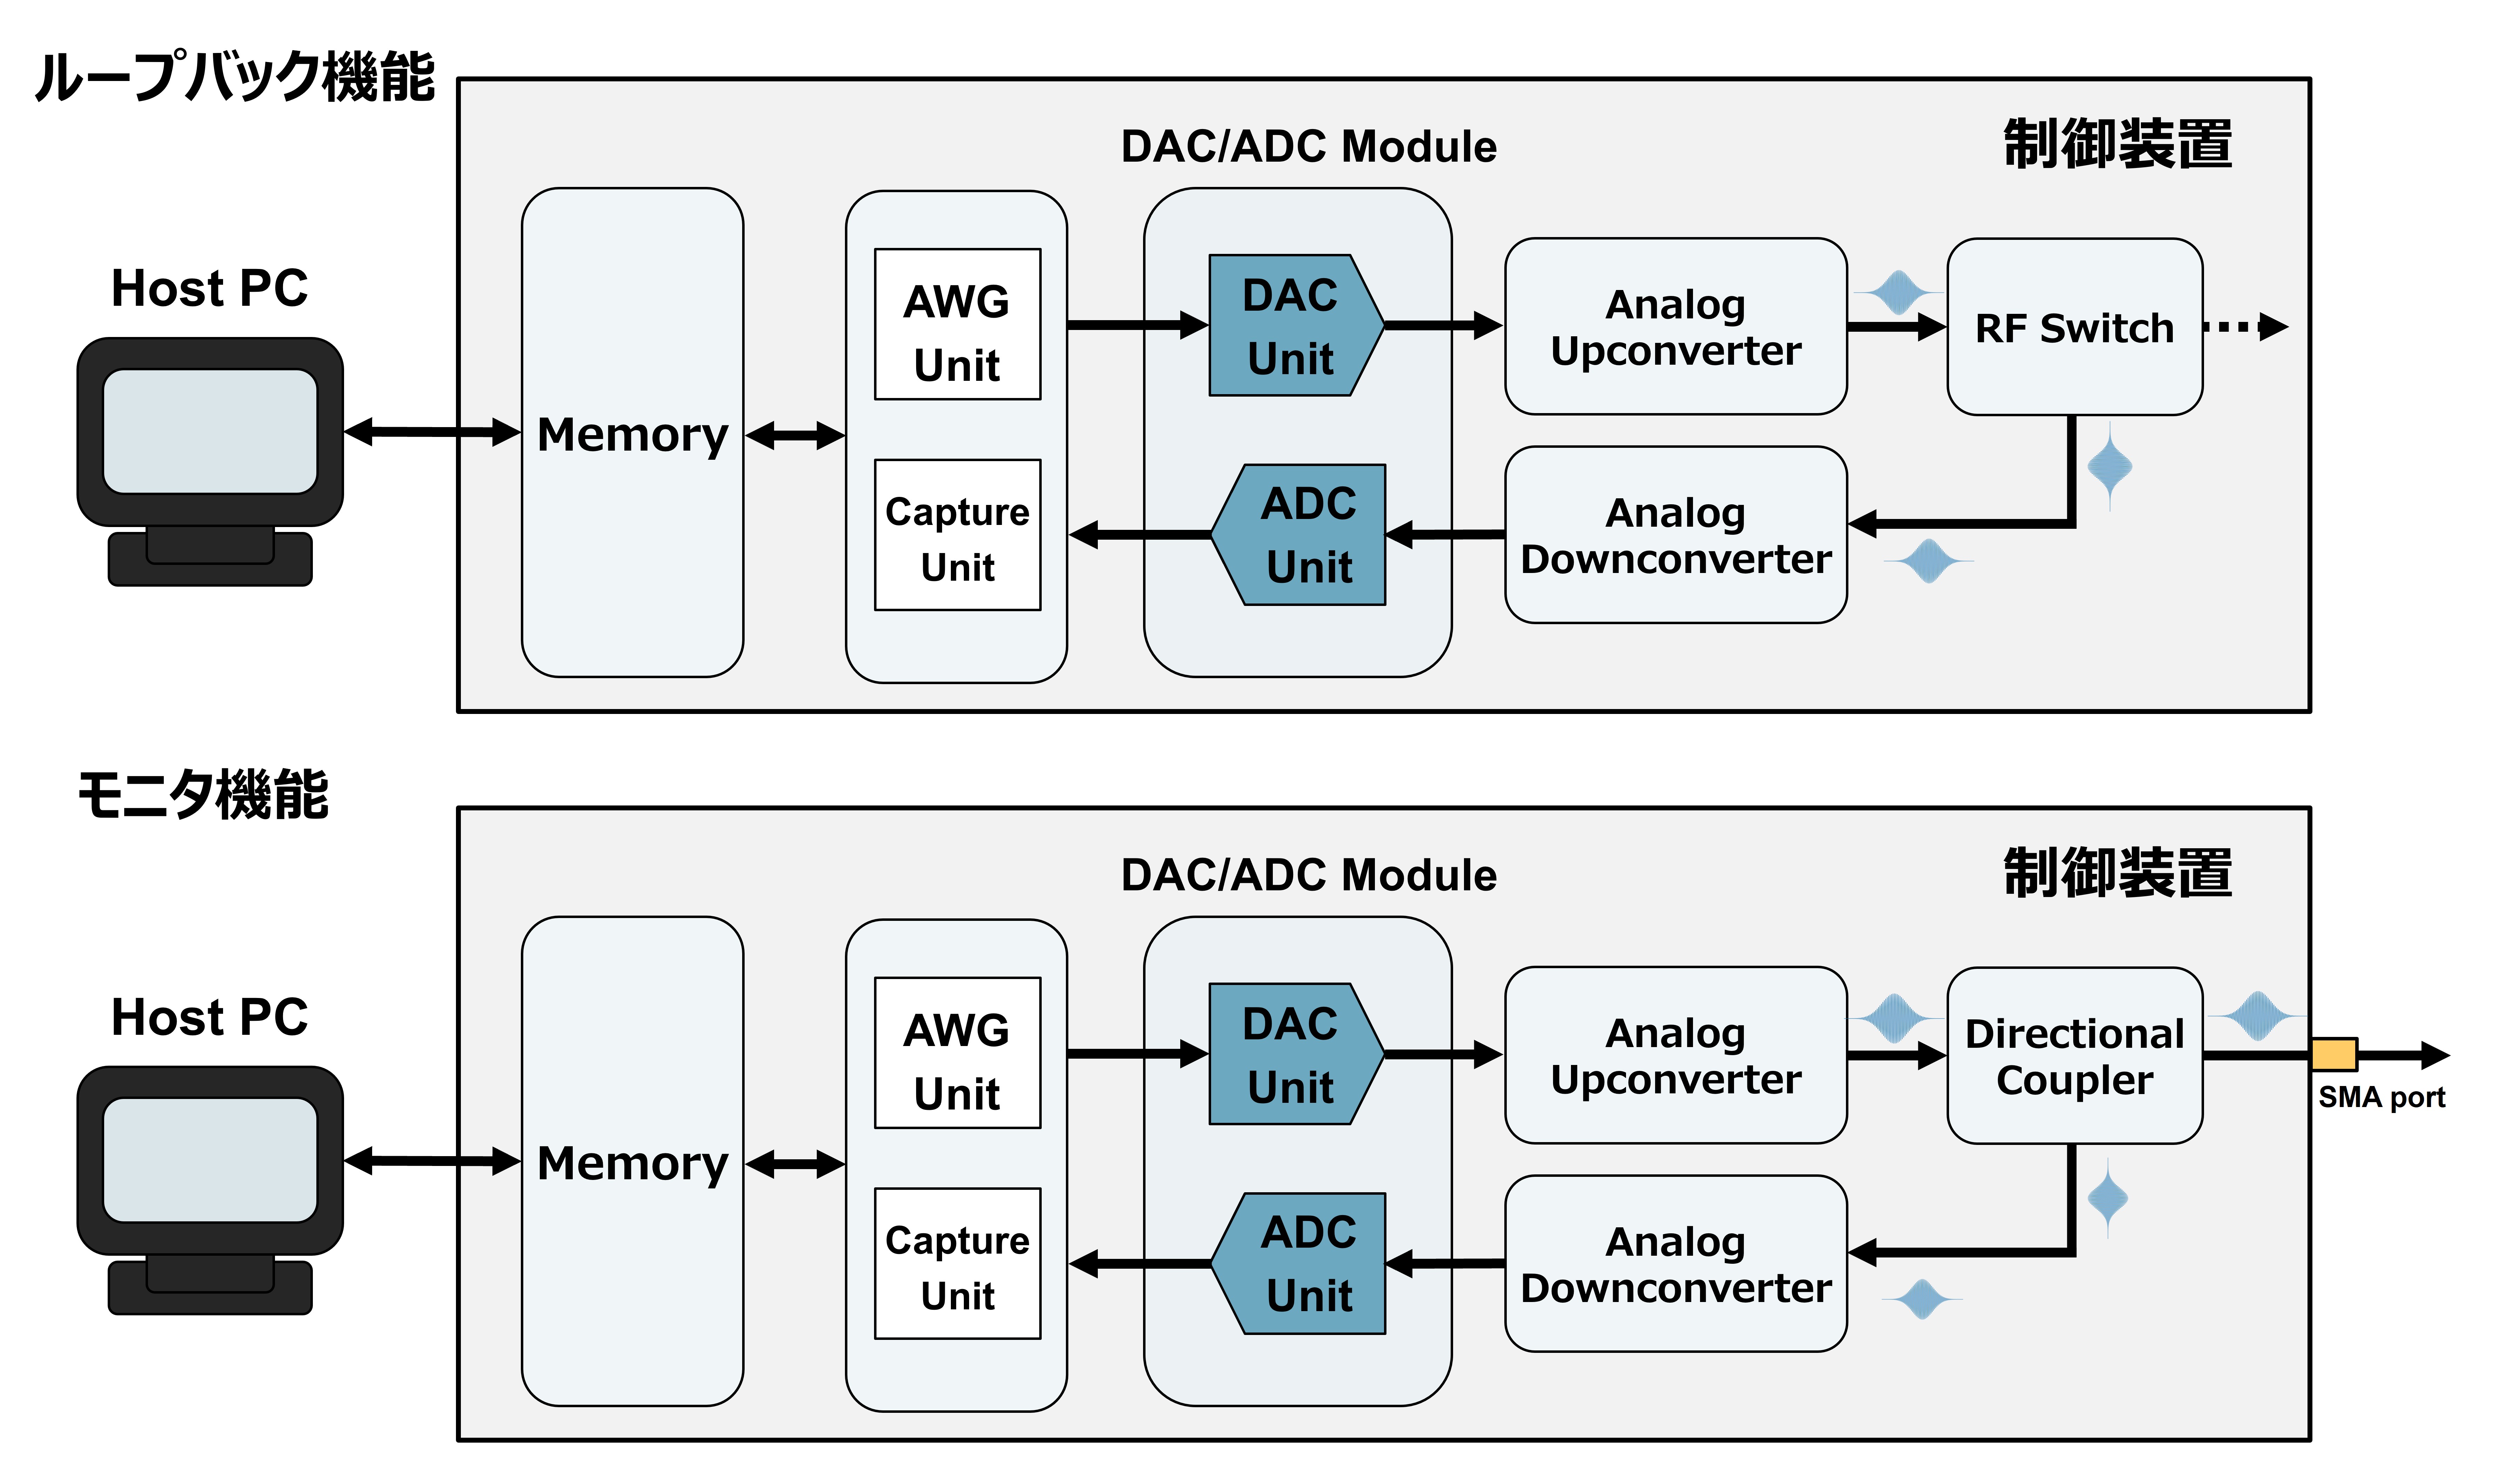 ループバック機能
制御装置
DAC/ADC Module
Host PC
Memory
AWG
Unit
Capture
Unit
DAC
Unit
ADC
Unit
Analog
Upconverter
Analog
Downconverter
RF Switch
モニタ機能
制御装置
DAC/ADC Module
Host PC
Memory
AWG
Unit
Capture
Unit
DAC
Unit
ADC
Unit
Analog
Upconverter
Analog
Downconverter
Directional
Coupler
SMA port